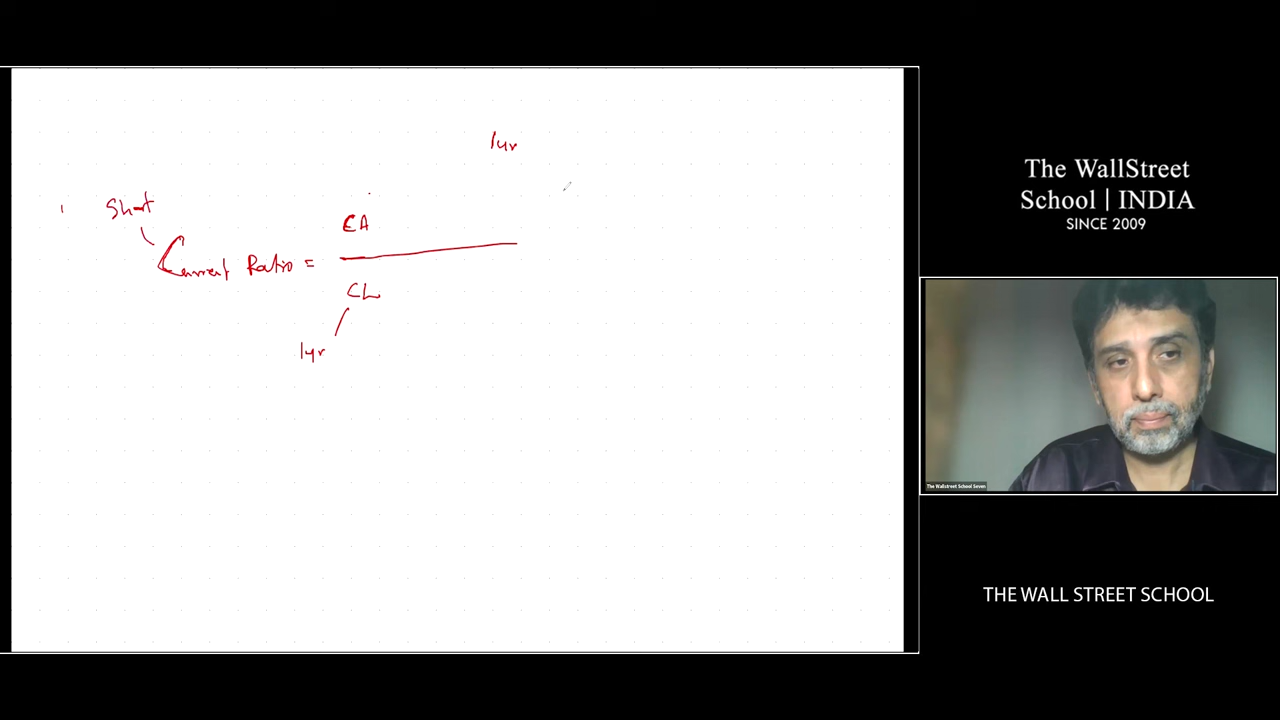 1yr
Short
CA
Current Ratio =
CL
1yr
The WallStreet
School | INDIA
SINCE 2009
The Wallstreet School Seven
THE WALL STREET SCHOOL